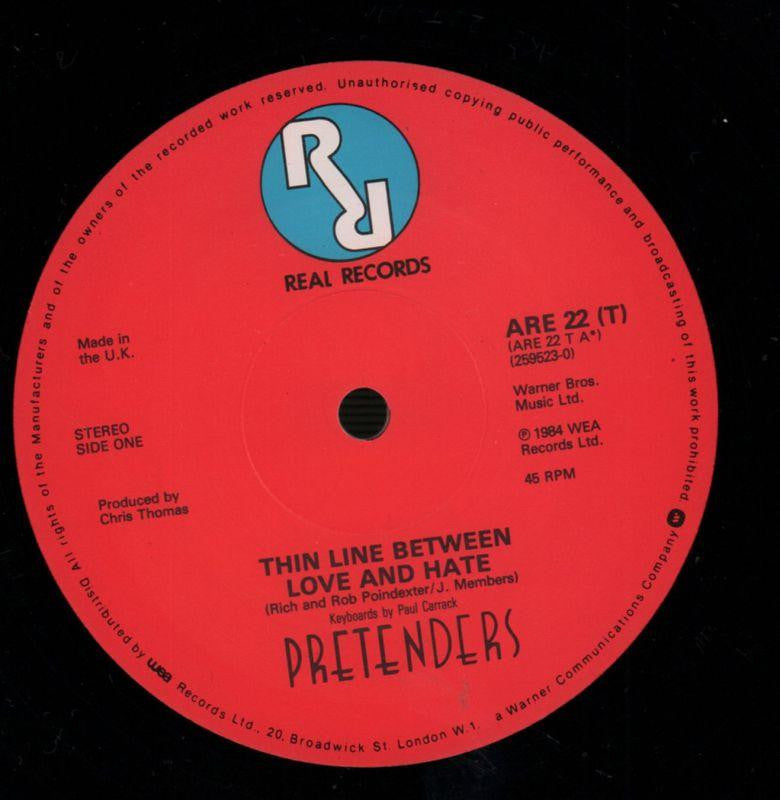 RR
REAL RECORDS
Made in
the U.K.
STEREO
SIDE ONE
Produced by
Chris Thomas
ARE 22 (T)
(ARE 22 T A*)
(259523-0)
Warner Bros.
Music Ltd.
℗ 1984 WEA
Records Ltd.
45 RPM
THIN LINE BETWEEN
LOVE AND HATE
(Rich and Rob Poindexter/J. Members)
Keyboards by Paul Carrack
PRETENDERS
All rights of the Manufacturers and of the owners of the recorded work reserved. Unauthorised copying public performance and broadcasting of this work prohibited.
Distributed by wea Records Ltd., 20, Broadwick St. London W.1. a Warner Communications Company W